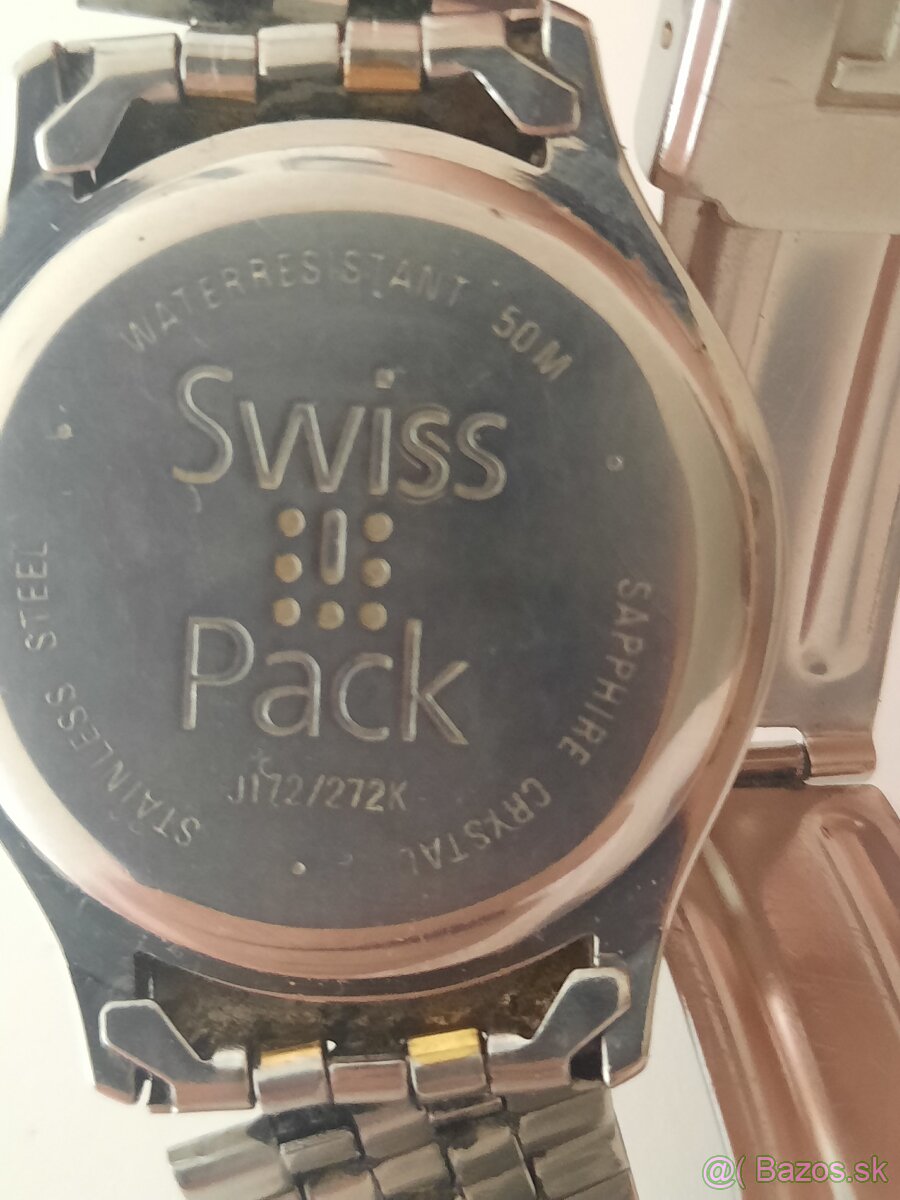 WATERRESISTANT 50M
Swiss
Pack
J172/272K
SAPPHIRE CRYSTAL
STAINLESS STEEL
@( Bazos.sk